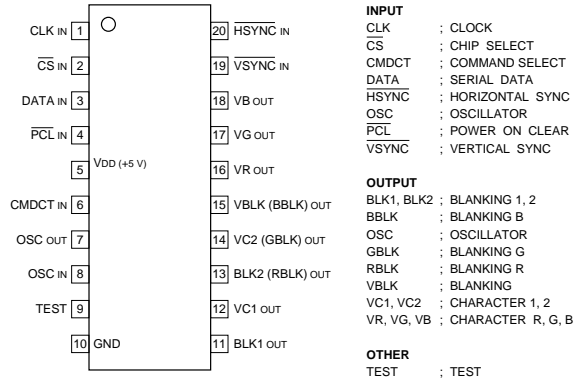 CLK IN 1
CS IN 2
DATA IN 3
PCL IN 4
5 VDD (+5 V)
CMDCT IN 6
OSC OUT 7
OSC IN 8
TEST 9
10 GND
20 HSYNC IN
19 VSYNC IN
18 VB OUT
17 VG OUT
16 VR OUT
15 VBLK (BBLK) OUT
14 VC2 (GBLK) OUT
13 BLK2 (RBLK) OUT
12 VC1 OUT
11 BLK1 OUT
INPUT
CLK ; CLOCK
CS ; CHIP SELECT
CMDCT ; COMMAND SELECT
DATA ; SERIAL DATA
HSYNC ; HORIZONTAL SYNC
OSC ; OSCILLATOR
PCL ; POWER ON CLEAR
VSYNC ; VERTICAL SYNC
OUTPUT
BLK1, BLK2 ; BLANKING 1, 2
BBLK ; BLANKING B
OSC ; OSCILLATOR
GBLK ; BLANKING G
RBLK ; BLANKING R
VBLK ; BLANKING
VC1, VC2 ; CHARACTER 1, 2
VR, VG, VB ; CHARACTER R, G, B
OTHER
TEST ; TEST